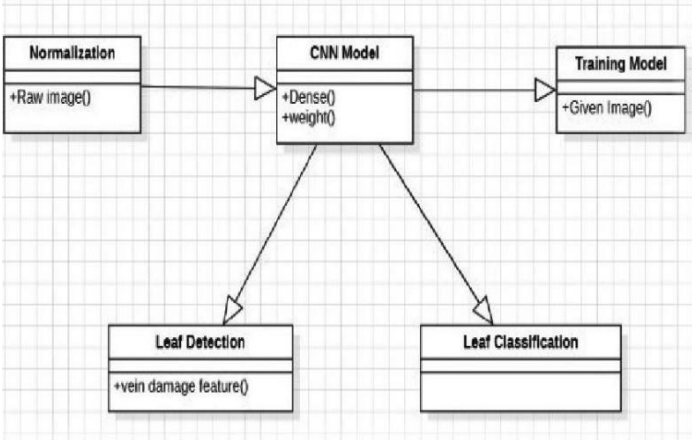 Normalization
+Raw image()
CNN Model
+Dense()
+weight()
Training Model
+Given Image()
Leaf Detection
+vein damage feature()
Leaf Classification